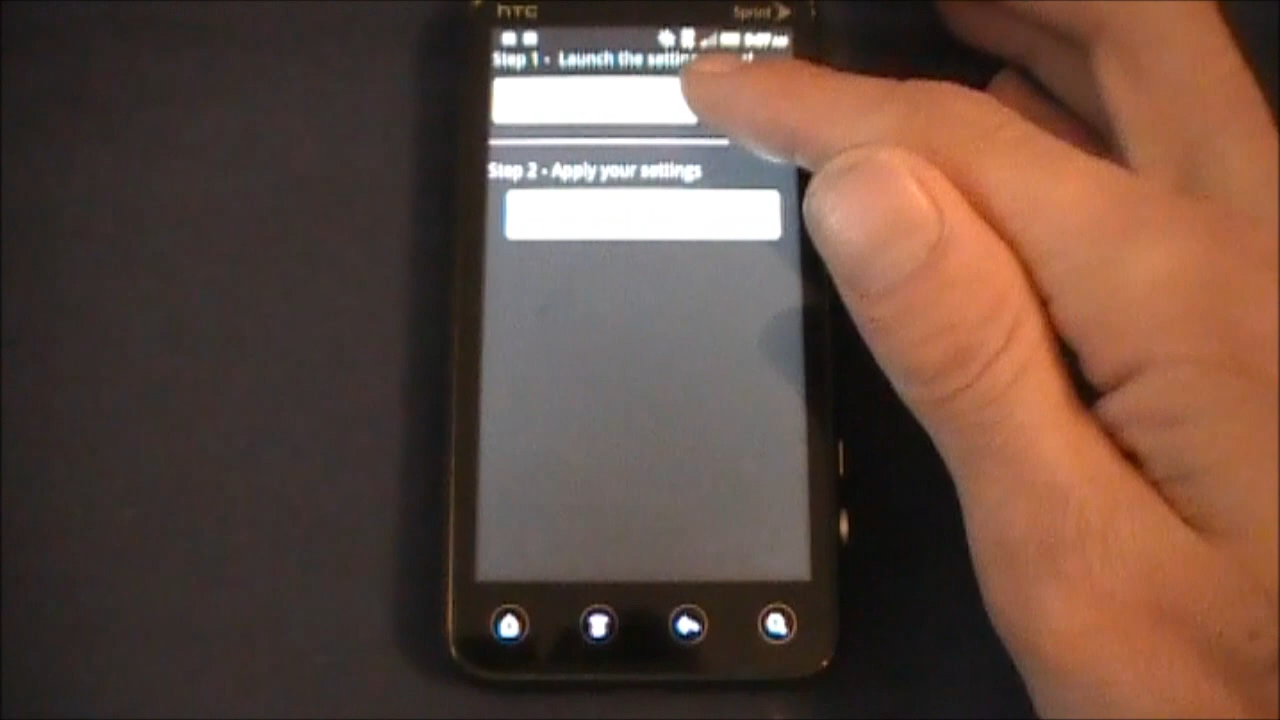 hTC Sprint
Step 1 - Launch the settings
Step 2 - Apply your settings